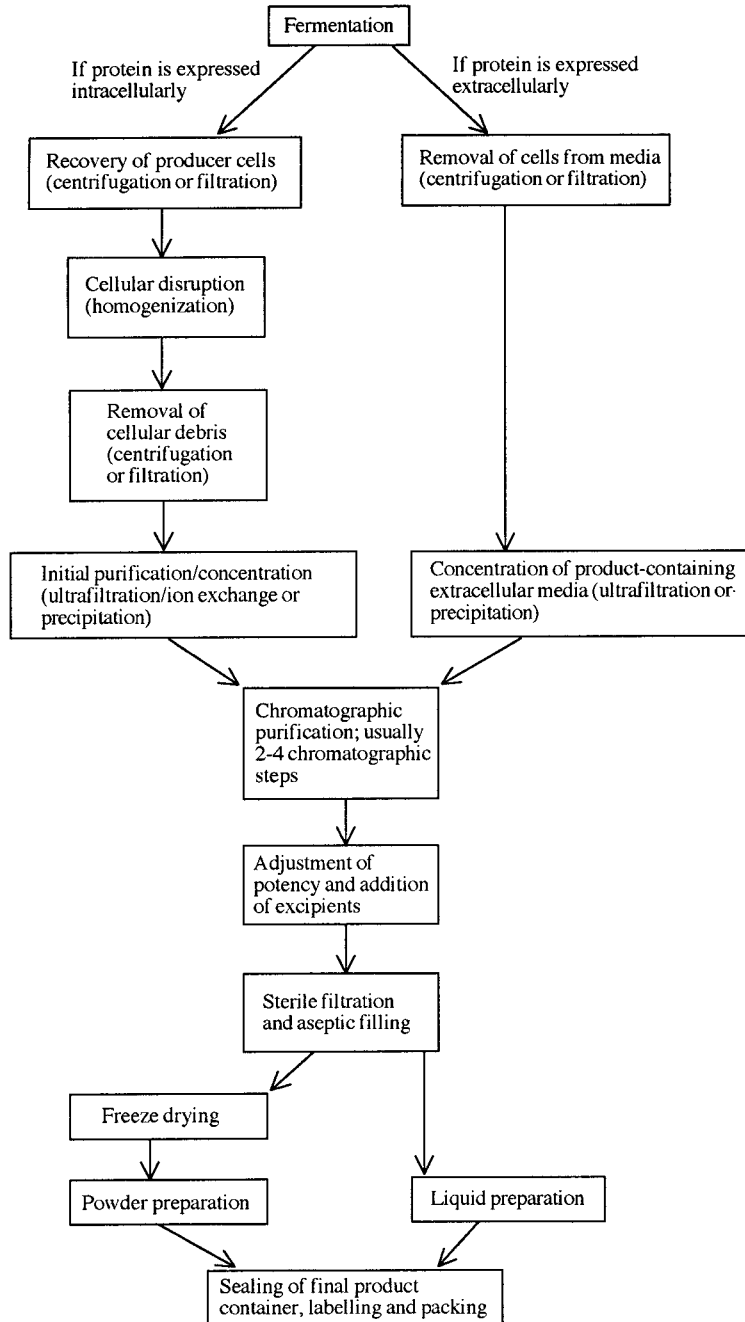 Fermentation
If protein is expressed
intracellularly
If protein is expressed
extracellularly
Recovery of producer cells
(centrifugation or filtration)
Removal of cells from media
(centrifugation or filtration)
Cellular disruption
(homogenization)
Removal of
cellular debris
(centrifugation
or filtration)
Initial purification/concentration
(ultrafiltration/ion exchange or
precipitation)
Concentration of product-containing
extracellular media (ultrafiltration or
precipitation)
Chromatographic
purification; usually
2-4 chromatographic
steps
Adjustment of
potency and addition
of excipients
Sterile filtration
and aseptic filling
Freeze drying
Powder preparation
Liquid preparation
Sealing of final product
container, labelling and packing